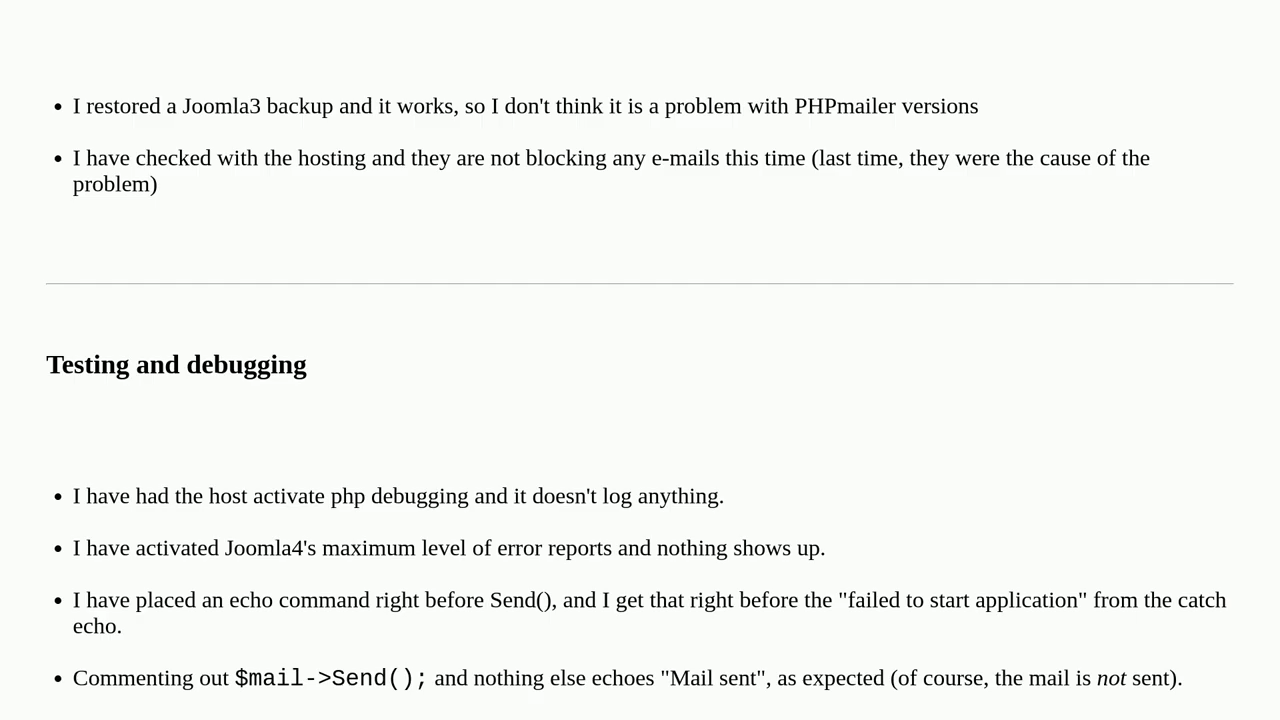 • I restored a Joomla3 backup and it works, so I don't think it is a problem with PHPmailer versions
• I have checked with the hosting and they are not blocking any e-mails this time (last time, they were the cause of the
problem)
Testing and debugging
• I have had the host activate php debugging and it doesn't log anything.
• I have activated Joomla4's maximum level of error reports and nothing shows up.
• I have placed an echo command right before Send(), and I get that right before the "failed to start application" from the catch
echo.
• Commenting out $mail->Send(); and nothing else echoes "Mail sent", as expected (of course, the mail is not sent).